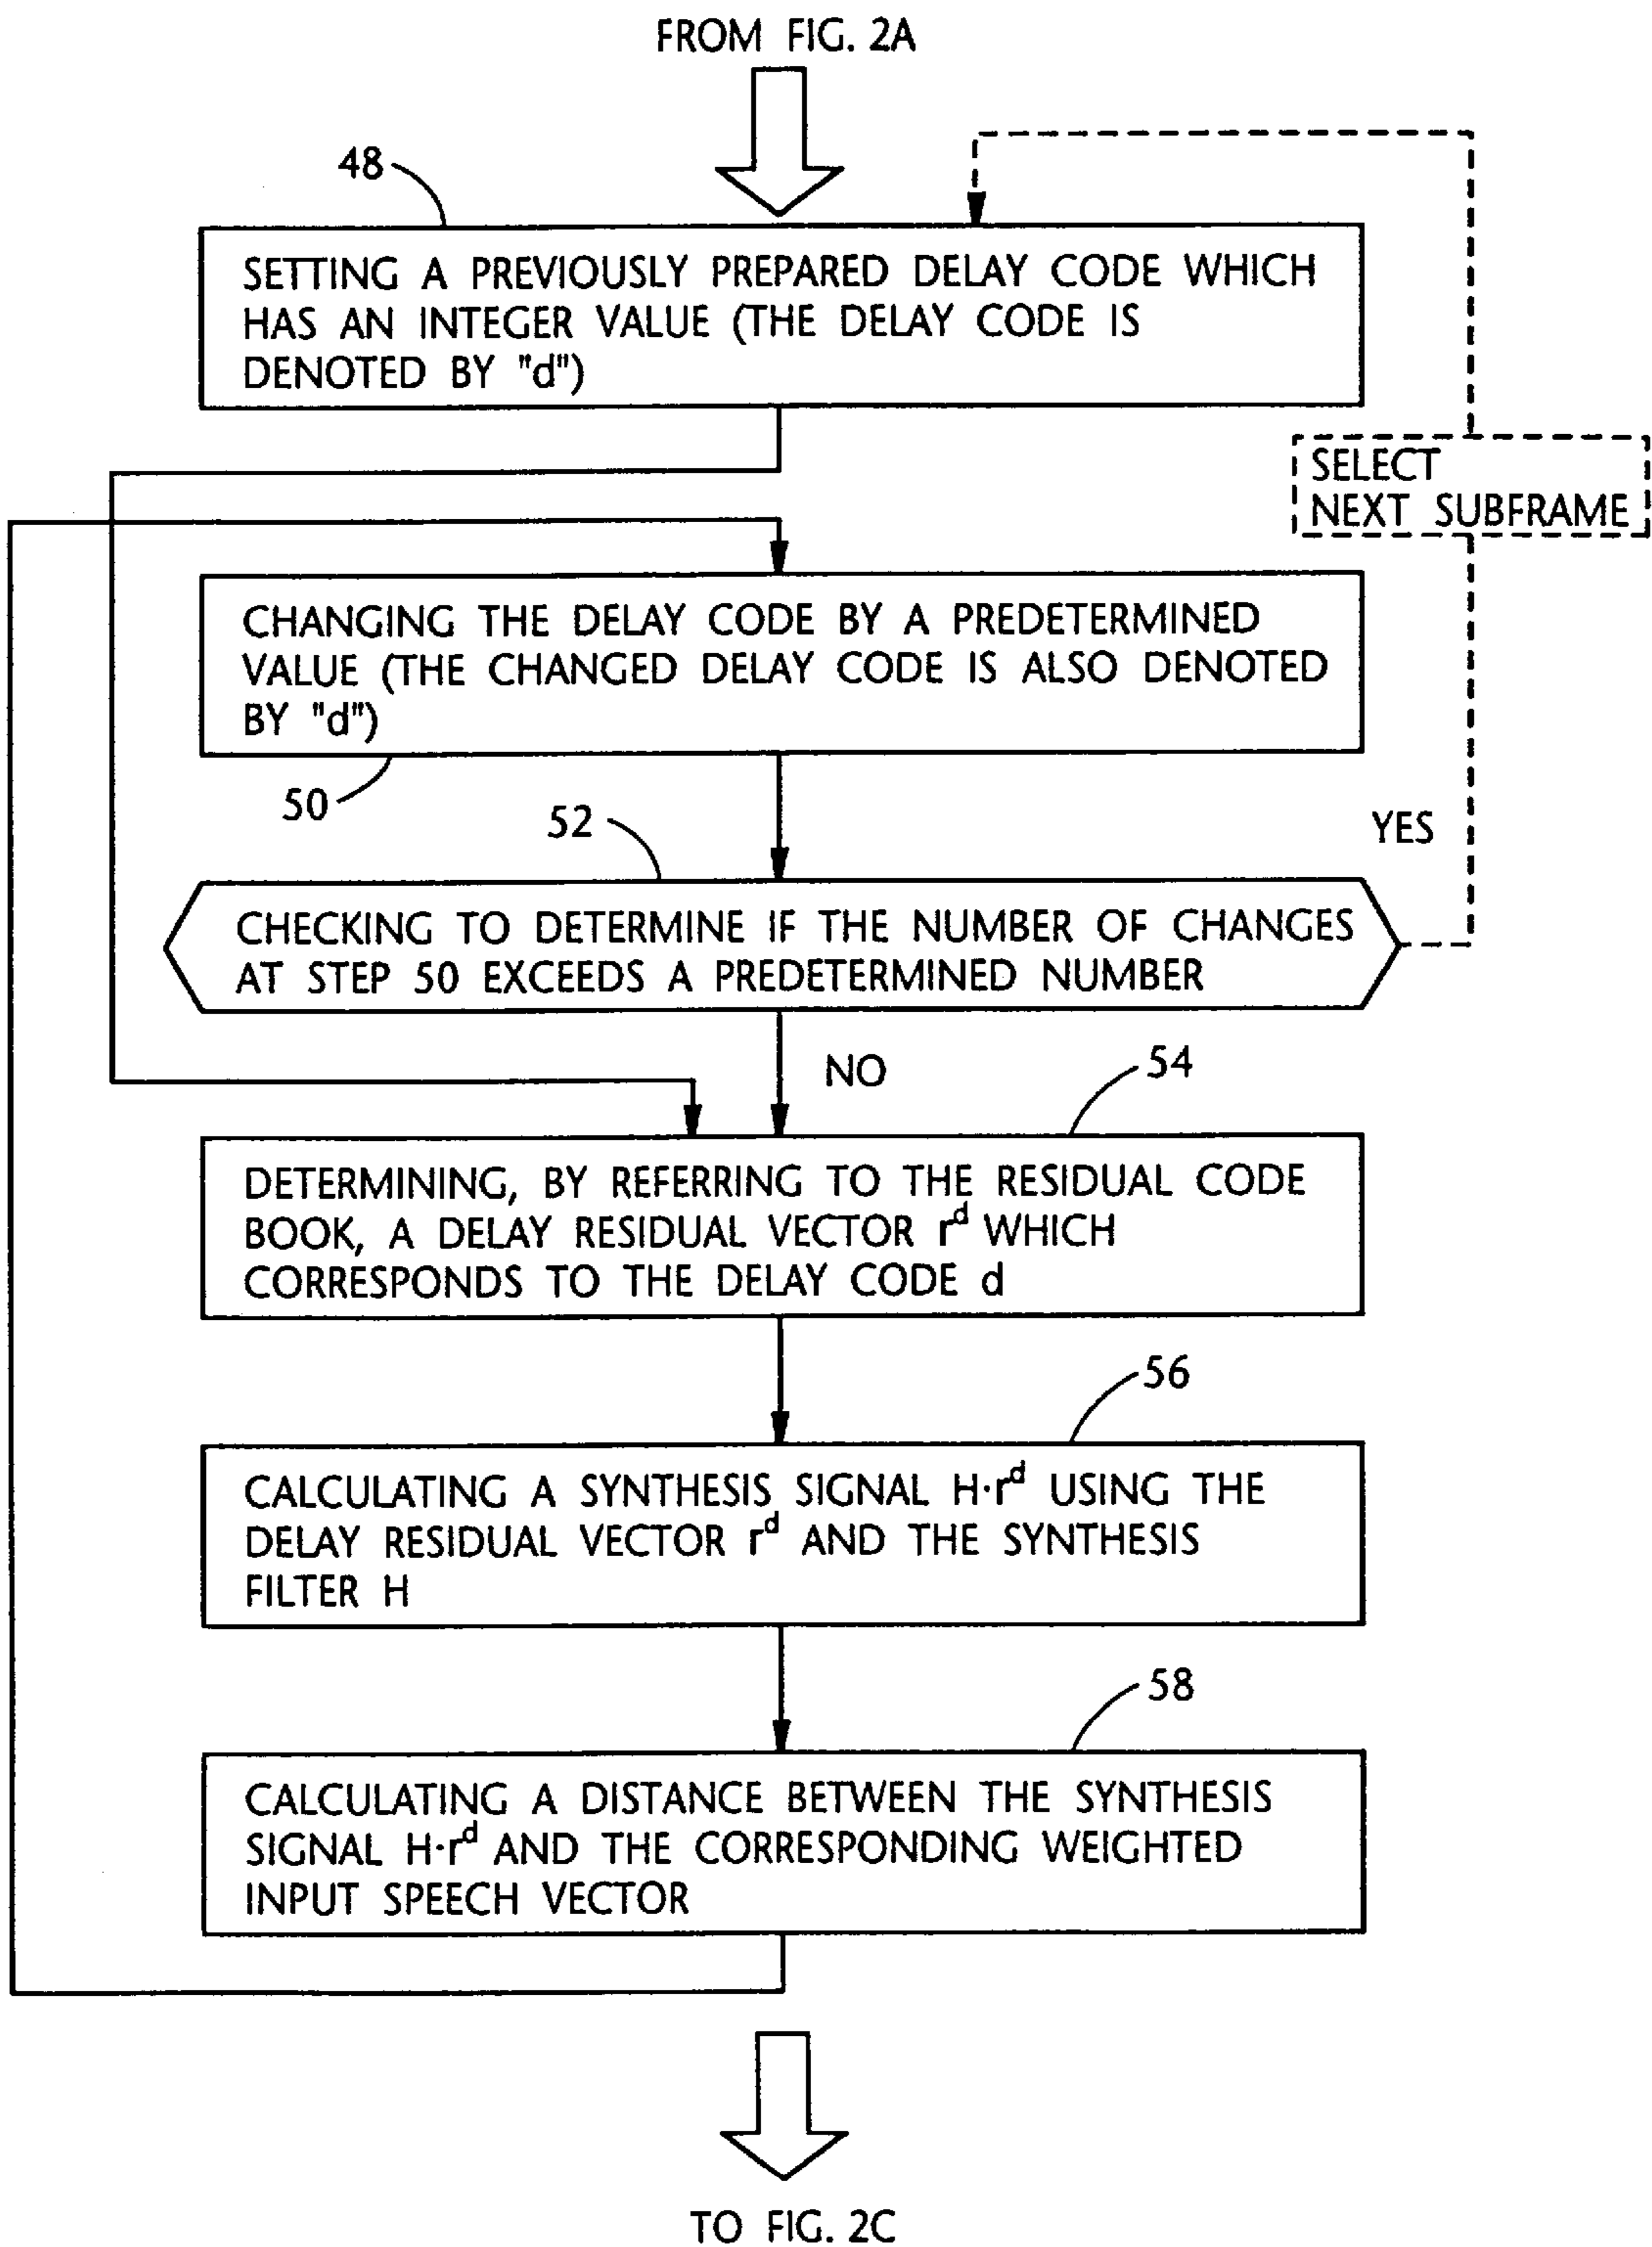 FROM FIG. 2A
48
SETTING A PREVIOUSLY PREPARED DELAY CODE WHICH
HAS AN INTEGER VALUE (THE DELAY CODE IS
DENOTED BY "d")
SELECT
NEXT SUBFRAME
CHANGING THE DELAY CODE BY A PREDETERMINED
VALUE (THE CHANGED DELAY CODE IS ALSO DENOTED
BY "d")
50
52
YES
CHECKING TO DETERMINE IF THE NUMBER OF CHANGES
AT STEP 50 EXCEEDS A PREDETERMINED NUMBER
NO
54
DETERMINING, BY REFERRING TO THE RESIDUAL CODE
BOOK, A DELAY RESIDUAL VECTOR r^d WHICH
CORRESPONDS TO THE DELAY CODE d
56
CALCULATING A SYNTHESIS SIGNAL H·r^d USING THE
DELAY RESIDUAL VECTOR r^d AND THE SYNTHESIS
FILTER H
58
CALCULATING A DISTANCE BETWEEN THE SYNTHESIS
SIGNAL H·r^d AND THE CORRESPONDING WEIGHTED
INPUT SPEECH VECTOR
TO FIG. 2C